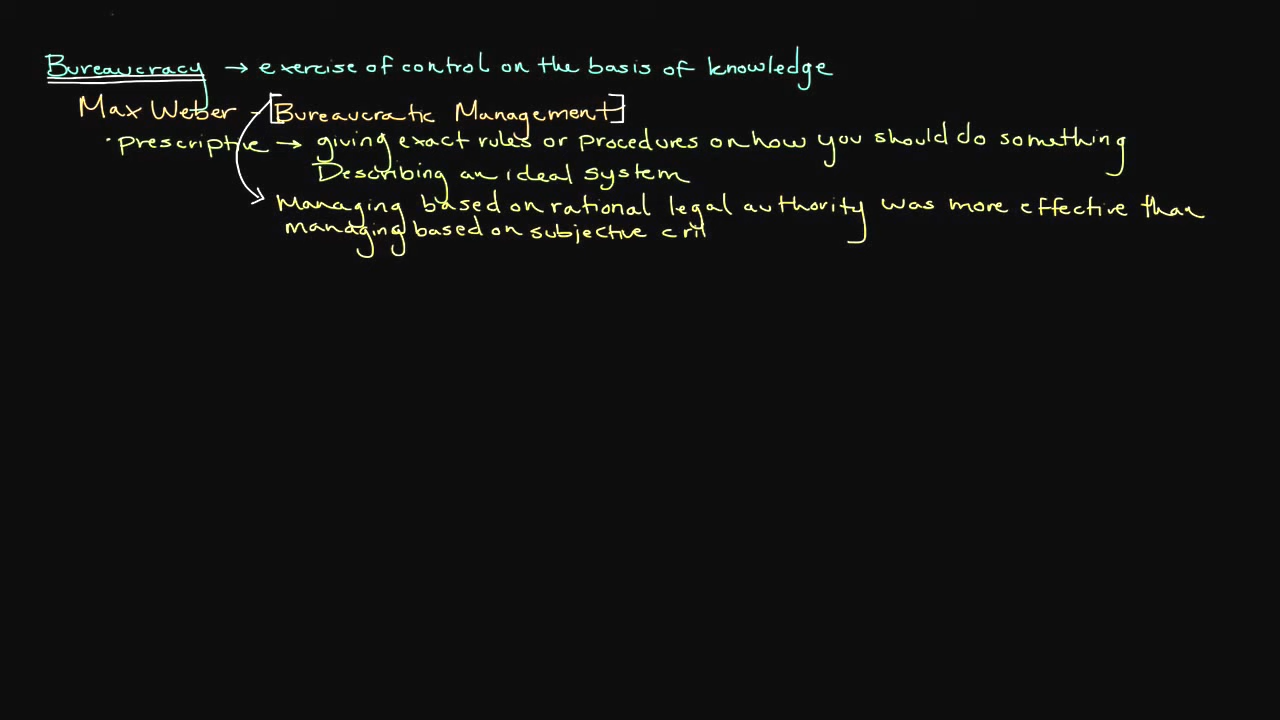 Bureaucracy → exercise of control on the basis of knowledge
Max Weber - [Bureaucratic Management]
· prescriptive → giving exact rules or procedures on how you should do something
Describing an ideal system
Managing based on rational legal authority was more effective than
managing based on subjective crit